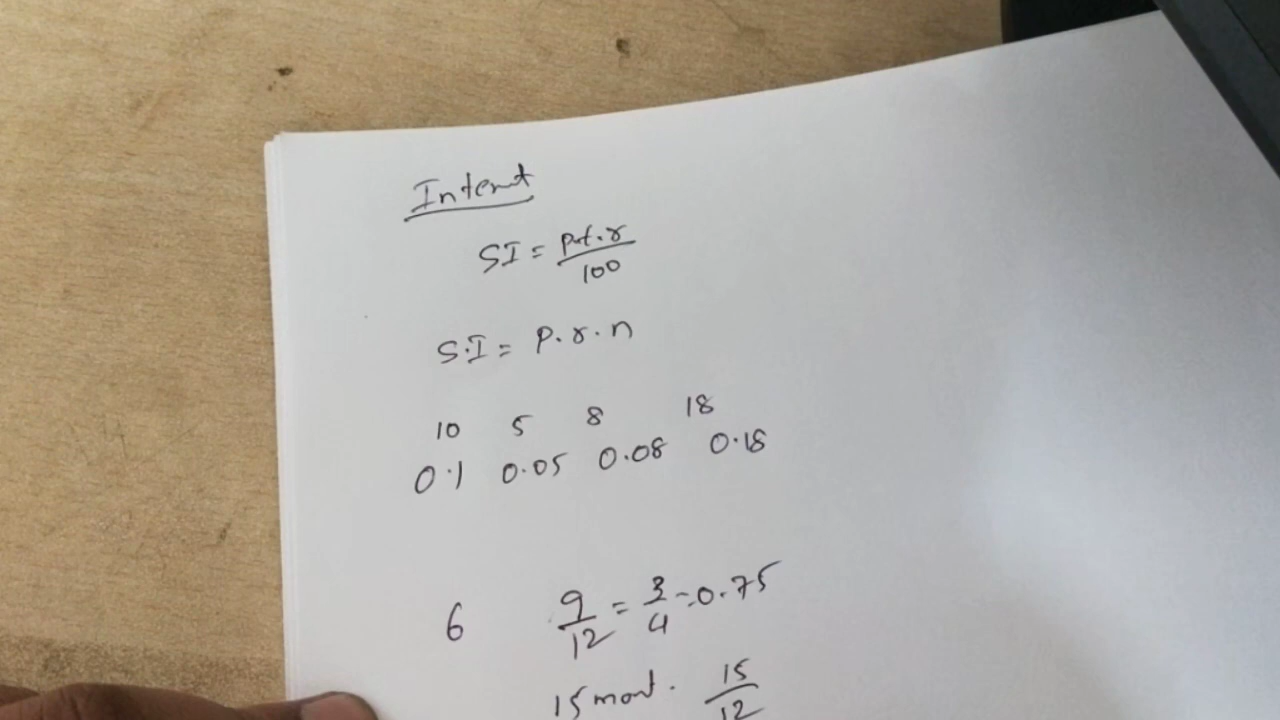 Interest
SI = p.t.r / 100
S.I = P.r.n
10 5 8 18
0.1 0.05 0.08 0.18
6 9/12 = 3/4 = 0.75
15 mont. 15/12